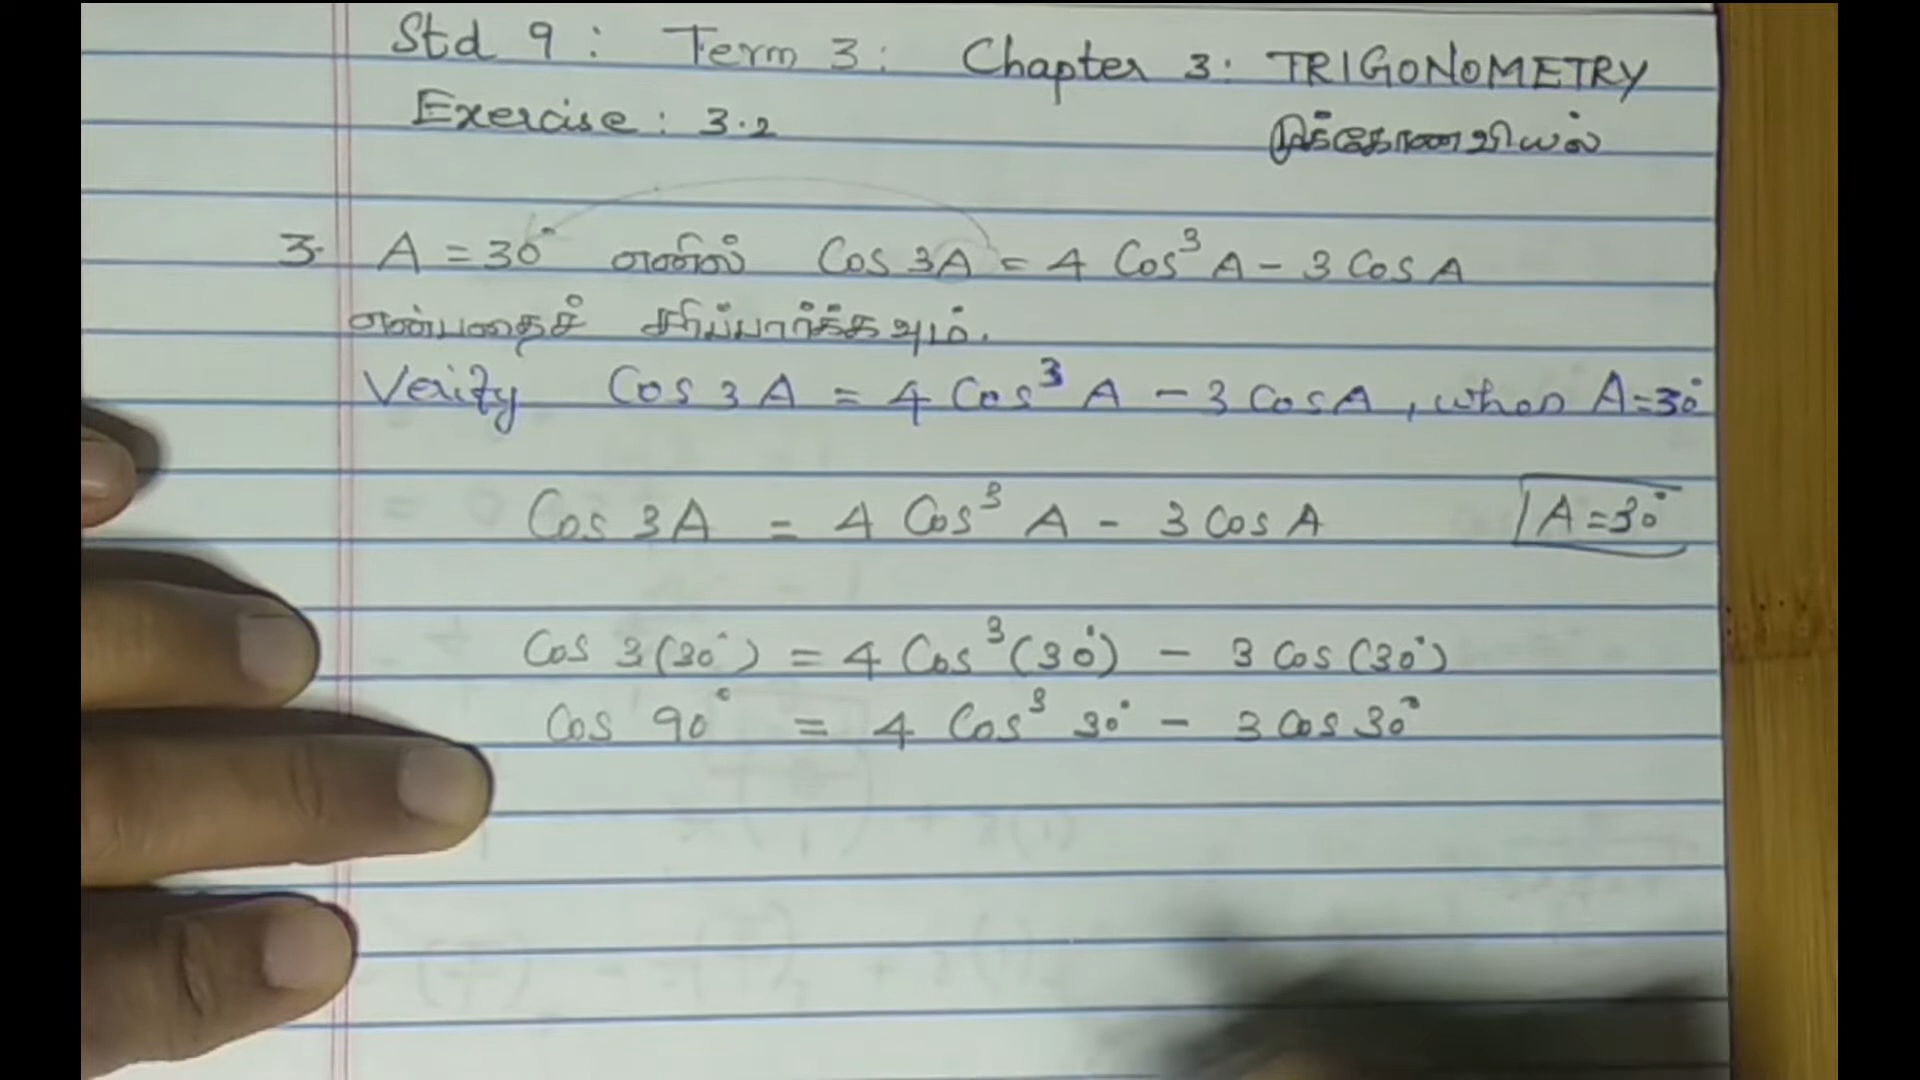 Std 9 : Term 3 : Chapter 3 : TRIGONOMETRY
Exercise : 3.2 முக்கோணவியல்
3. A = 30° எனில் Cos 3A = 4 Cos³ A - 3 Cos A
என்பதைச் சரிபார்க்கவும்.
Verify Cos 3A = 4 Cos³ A - 3 Cos A , when A = 30°
Cos 3A = 4 Cos³ A - 3 Cos A A = 30°
Cos 3(30°) = 4 Cos³(30°) - 3 Cos (30°)
Cos 90° = 4 Cos³ 30° - 3 Cos 30°